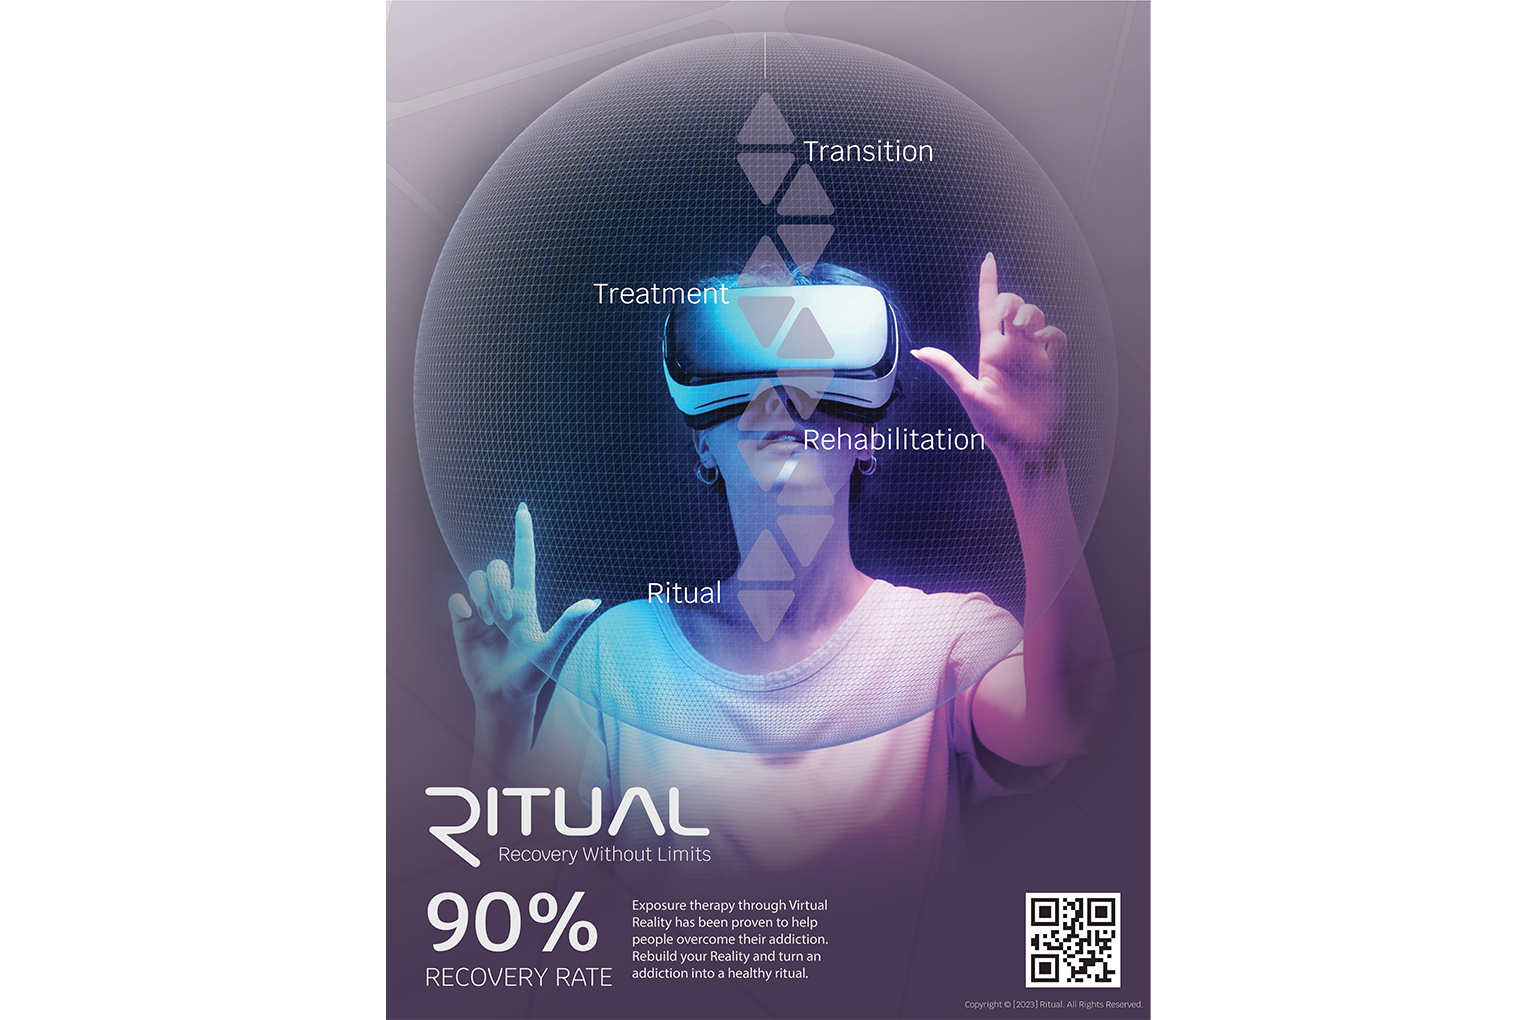 Transition
Treatment
Rehabilitation
Ritual
RITUAL
Recovery Without Limits
90%
RECOVERY RATE
Exposure therapy through Virtual
Reality has been proven to help
people overcome their addiction.
Rebuild your Reality and turn an
addiction into a healthy ritual.
Copyright © [2023] Ritual. All Rights Reserved.